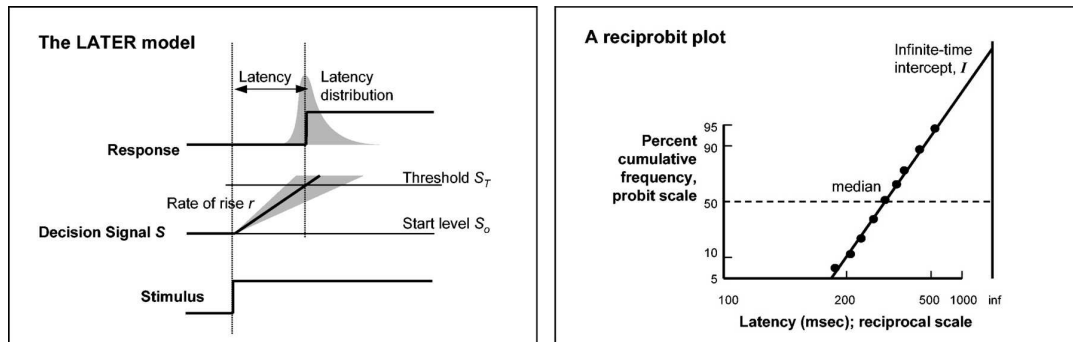 The LATER model
Latency
Latency
distribution
Response
Threshold S_T
Rate of rise r
Start level S_o
Decision Signal S
Stimulus
A reciprobit plot
Infinite-time
intercept, I
95
90
Percent
cumulative
frequency,
probit scale
median
50
10
5
100
200
500
1000
inf
Latency (msec); reciprocal scale